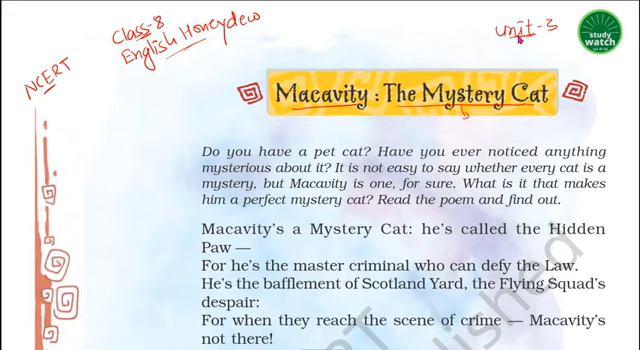 Class-8
English Honeydew
NCERT
unit-3
study
watch
Macavity : The Mystery Cat
Do you have a pet cat? Have you ever noticed anything
mysterious about it? It is not easy to say whether every cat is a
mystery, but Macavity is one, for sure. What is it that makes
him a perfect mystery cat? Read the poem and find out.
Macavity's a Mystery Cat: he's called the Hidden
Paw —
For he's the master criminal who can defy the Law.
He's the bafflement of Scotland Yard, the Flying Squad's
despair:
For when they reach the scene of crime — Macavity's
not there!